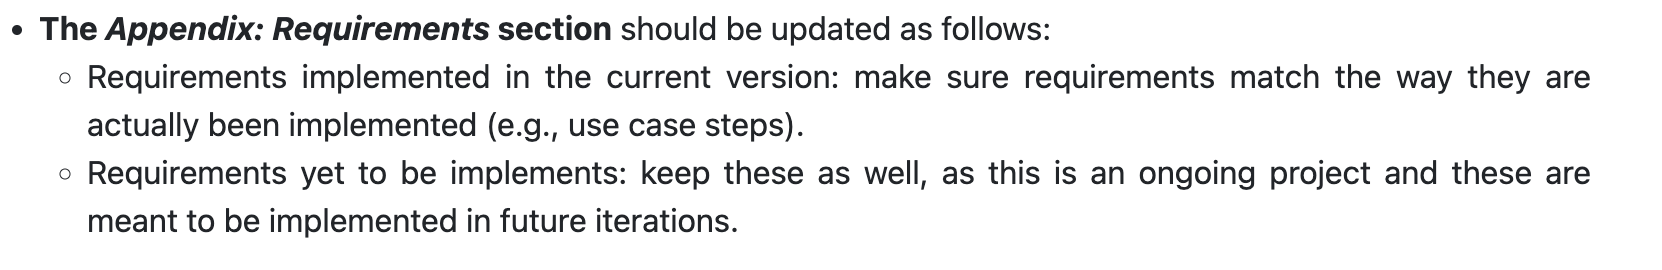 • The Appendix: Requirements section should be updated as follows:
◦ Requirements implemented in the current version: make sure requirements match the way they are
actually been implemented (e.g., use case steps).
◦ Requirements yet to be implements: keep these as well, as this is an ongoing project and these are
meant to be implemented in future iterations.